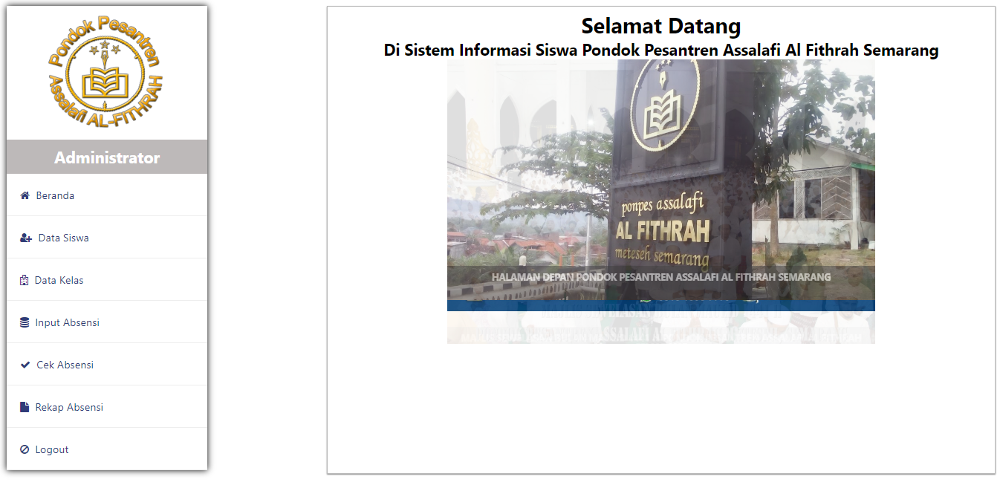 Pondok Pesantren
Assalafi AL-FITHRAH
Administrator
Beranda
Data Siswa
Data Kelas
Input Absensi
Cek Absensi
Rekap Absensi
Logout
Selamat Datang
Di Sistem Informasi Siswa Pondok Pesantren Assalafi Al Fithrah Semarang
ponpes assalafi
AL FITHRAH
meteseh semarang
HALAMAN DEPAN PONDOK PESANTREN ASSALAFI AL FITHRAH SEMARANG